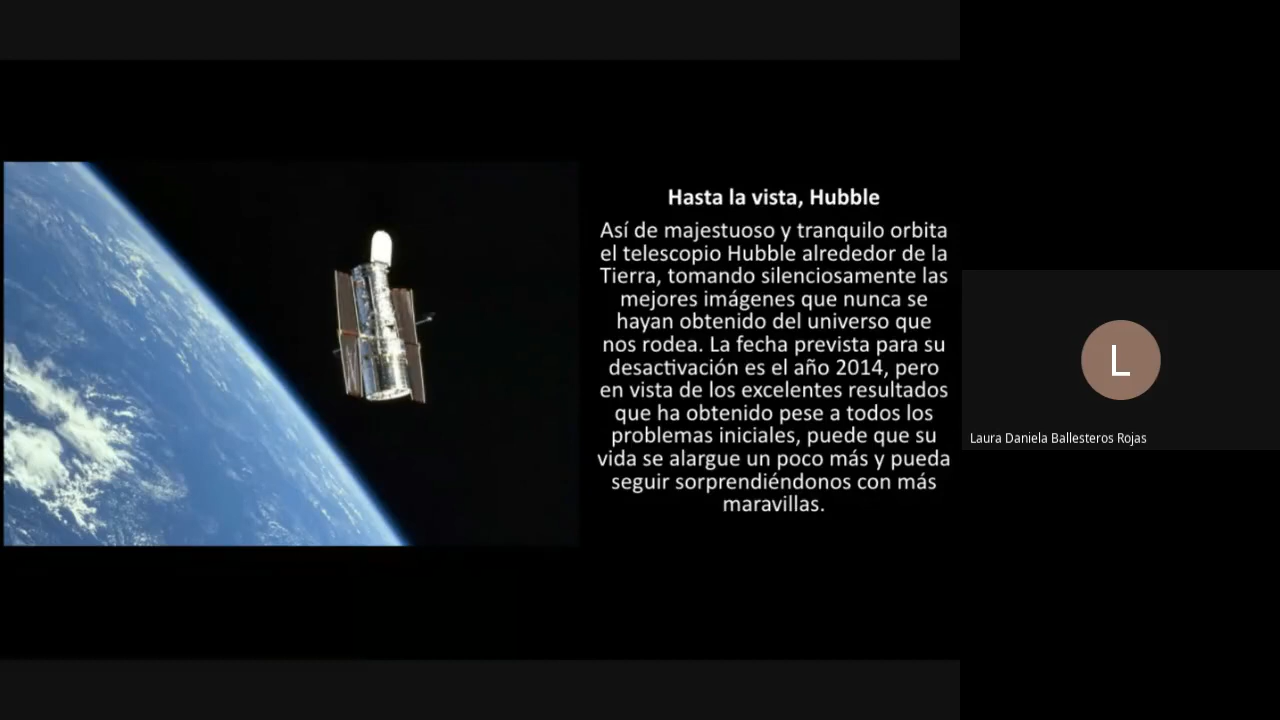 Hasta la vista, Hubble
Así de majestuoso y tranquilo orbita
el telescopio Hubble alrededor de la
Tierra, tomando silenciosamente las
mejores imágenes que nunca se
hayan obtenido del universo que
nos rodea. La fecha prevista para su
desactivación es el año 2014, pero
en vista de los excelentes resultados
que ha obtenido pese a todos los
problemas iniciales, puede que su
vida se alargue un poco más y pueda
seguir sorprendiéndonos con más
maravillas.
L
Laura Daniela Ballesteros Rojas